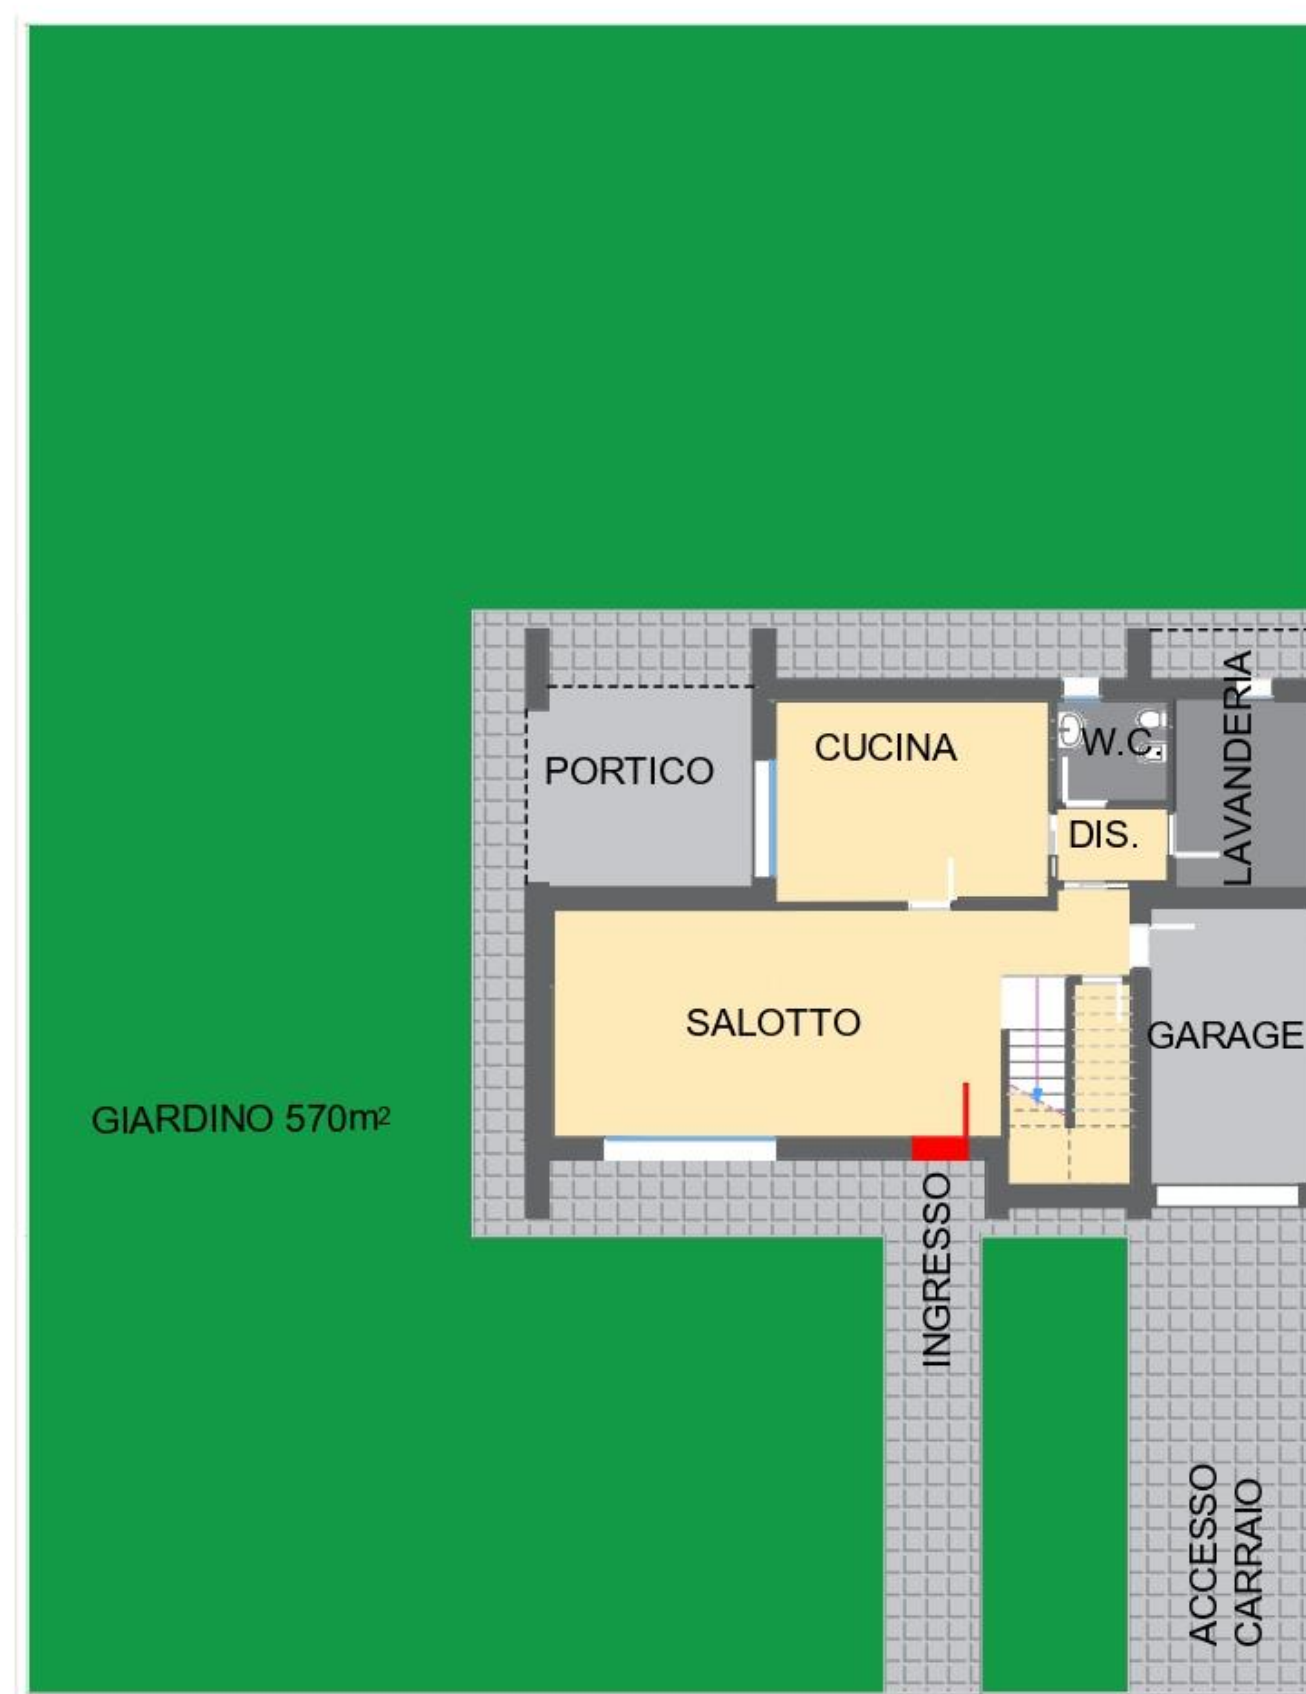 LAVANDERIA
CUCINA
W.C.
PORTICO
DIS.
SALOTTO
GARAGE
GIARDINO 570m²
INGRESSO
ACCESSO
CARRAIO